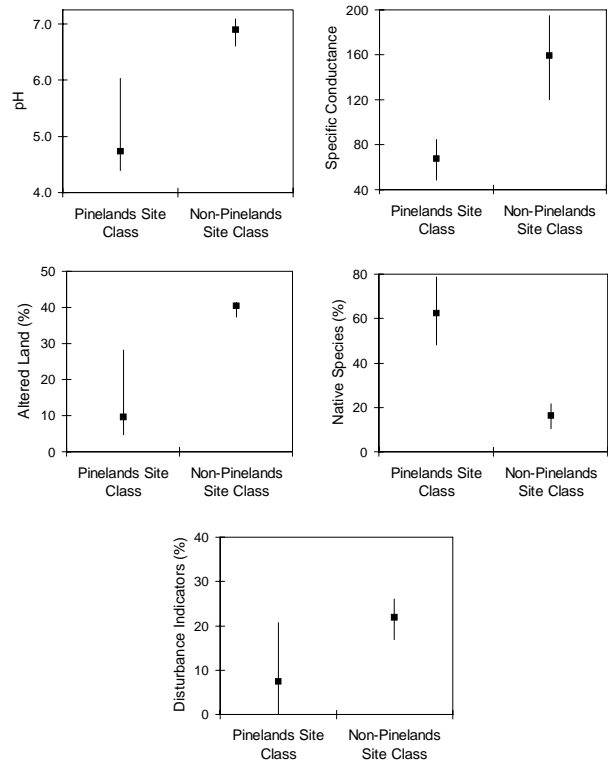 pH
7.0
6.0
5.0
4.0
Pinelands Site
Class
Non-Pinelands
Site Class
Specific Conductance
200
160
120
80
40
Pinelands Site
Class
Non-Pinelands
Site Class
Altered Land (%)
50
40
30
20
10
0
Pinelands Site
Class
Non-Pinelands
Site Class
Native Species (%)
80
60
40
20
0
Pinelands Site
Class
Non-Pinelands
Site Class
Disturbance Indicators (%)
40
30
20
10
0
Pinelands Site
Class
Non-Pinelands
Site Class